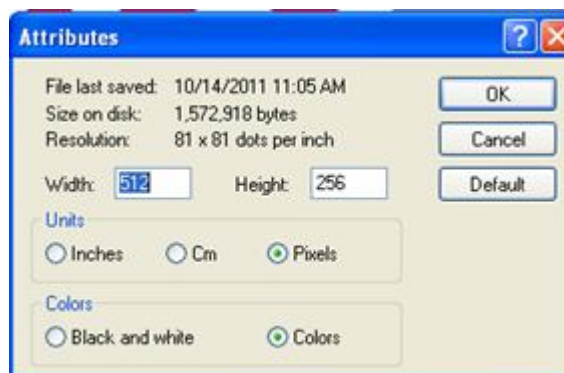 Attributes
File last saved: 10/14/2011 11:05 AM
Size on disk: 1,572,918 bytes
Resolution: 81 x 81 dots per inch
Width: 512 Height: 256
Units
Inches Cm Pixels
Colors
Black and white Colors
OK
Cancel
Default